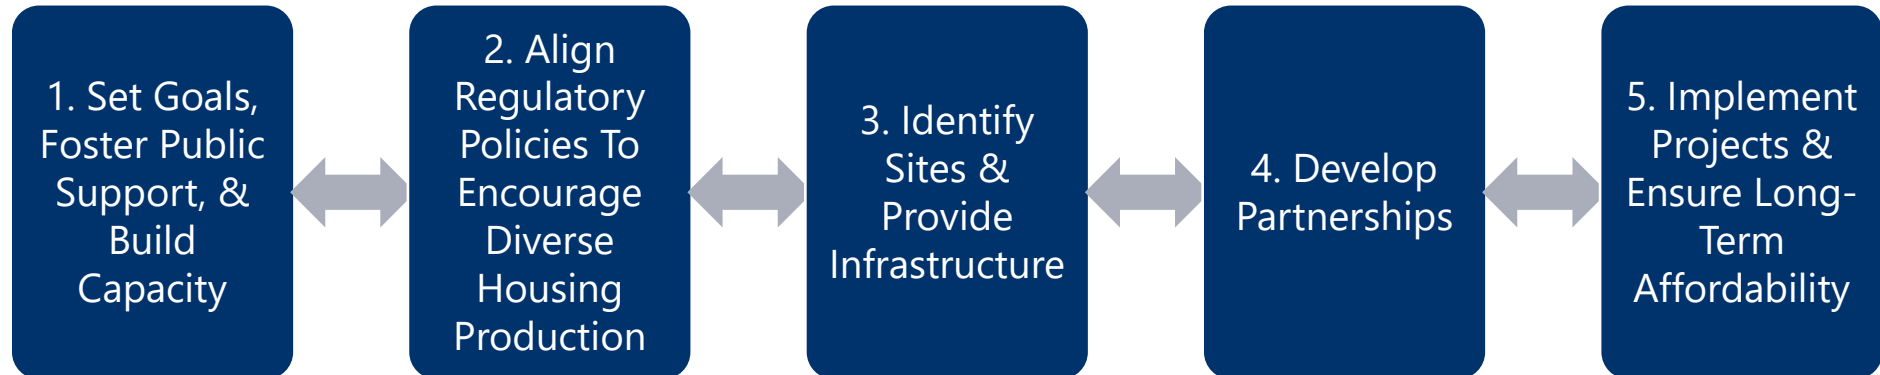 1. Set Goals,
Foster Public
Support, &
Build
Capacity
2. Align
Regulatory
Policies To
Encourage
Diverse
Housing
Production
3. Identify
Sites &
Provide
Infrastructure
4. Develop
Partnerships
5. Implement
Projects &
Ensure Long-
Term
Affordability